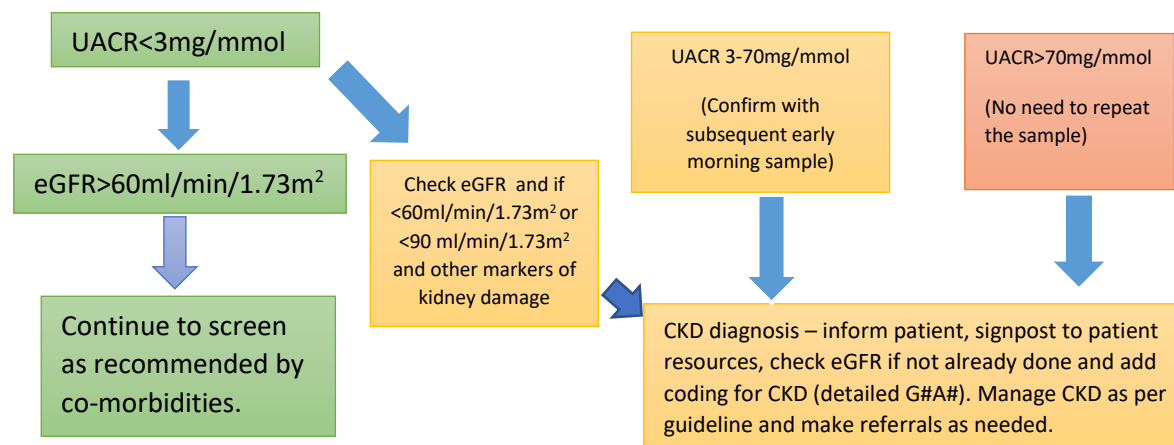 UACR<3mg/mmol
eGFR>60ml/min/1.73m²
Continue to screen
as recommended by
co-morbidities.
Check eGFR and if
<60ml/min/1.73m² or
<90 ml/min/1.73m²
and other markers of
kidney damage
UACR 3-70mg/mmol
(Confirm with
subsequent early
morning sample)
UACR>70mg/mmol
(No need to repeat
the sample)
CKD diagnosis – inform patient, signpost to patient
resources, check eGFR if not already done and add
coding for CKD (detailed G#A#). Manage CKD as per
guideline and make referrals as needed.